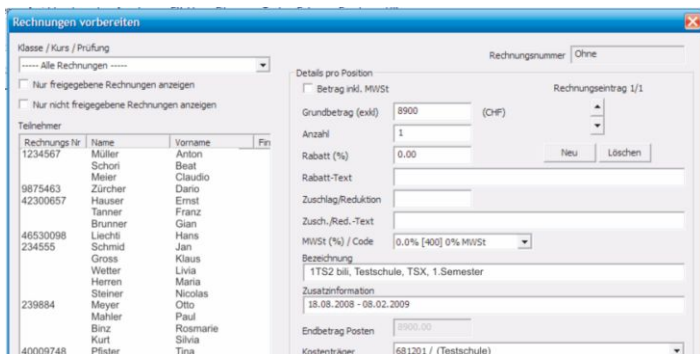 Rechnungen vorbereiten
Klasse / Kurs / Prüfung
----- Alle Rechnungen -----
Nur freigegebene Rechnungen anzeigen
Nur nicht freigegebene Rechnungen anzeigen
Teilnehmer
Rechnungs Nr Name Vorname Fin
1234567 Müller Anton
Schori Beat
Meier Claudio
9875463 Zürcher Dario
42300657 Hauser Ernst
Tanner Franz
Brunner Gian
46530098 Liechti Hans
234555 Schmid Jan
Gross Klaus
Wetter Livia
Herren Maria
Steiner Nicolas
239884 Meyer Otto
Mahler Paul
Binz Rosmarie
Kurt Silvia
40009748 Pfister Tina
Rechnungsnummer Ohne
Details pro Position
Betrag inkl. MWSt Rechnungseintrag 1/1
Grundbetrag (exkl) 8900 (CHF)
Anzahl 1
Rabatt (%) 0.00 Neu Löschen
Rabatt-Text
Zuschlag/Reduktion
Zusch./Red.-Text
MWSt (%) / Code 0.0% [400] 0% MWSt
Bezeichnung
1TS2 bili, Testschule, TSX, 1.Semester
Zusatzinformation
18.08.2008 - 08.02.2009
Endbetrag Posten 8900.00
Kostenträger 681201 / (Testschule)